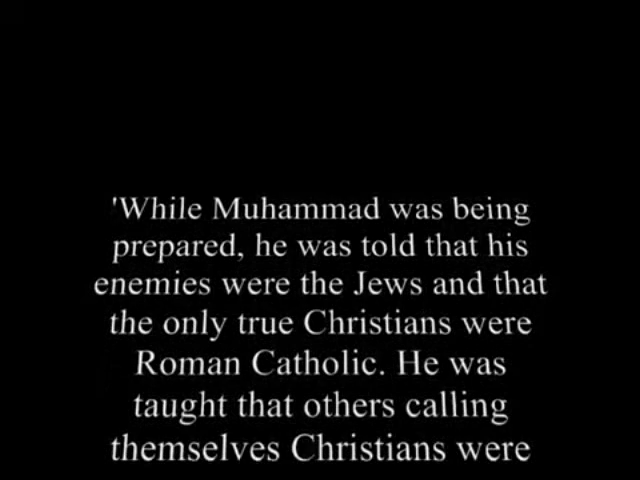 'While Muhammad was being
prepared, he was told that his
enemies were the Jews and that
the only true Christians were
Roman Catholic. He was
taught that others calling
themselves Christians were